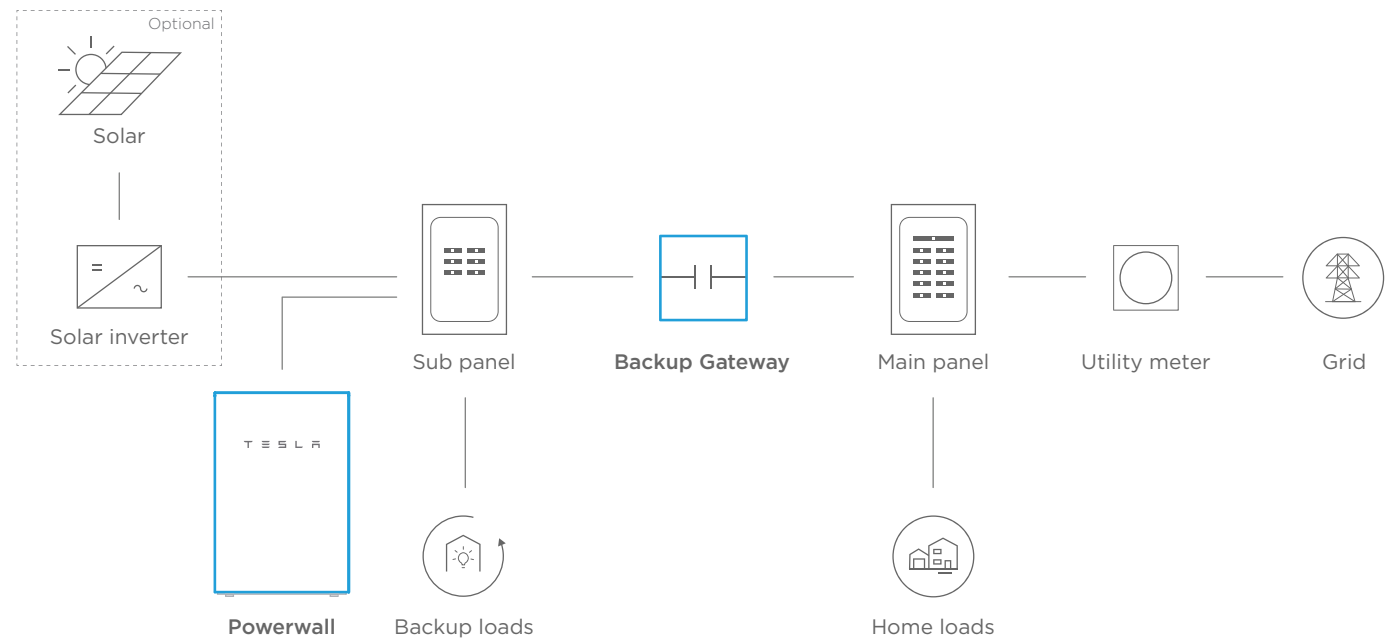 Optional
Solar
Solar inverter
Sub panel
Backup Gateway
Main panel
Utility meter
Grid
TESLA
Powerwall
Backup loads
Home loads